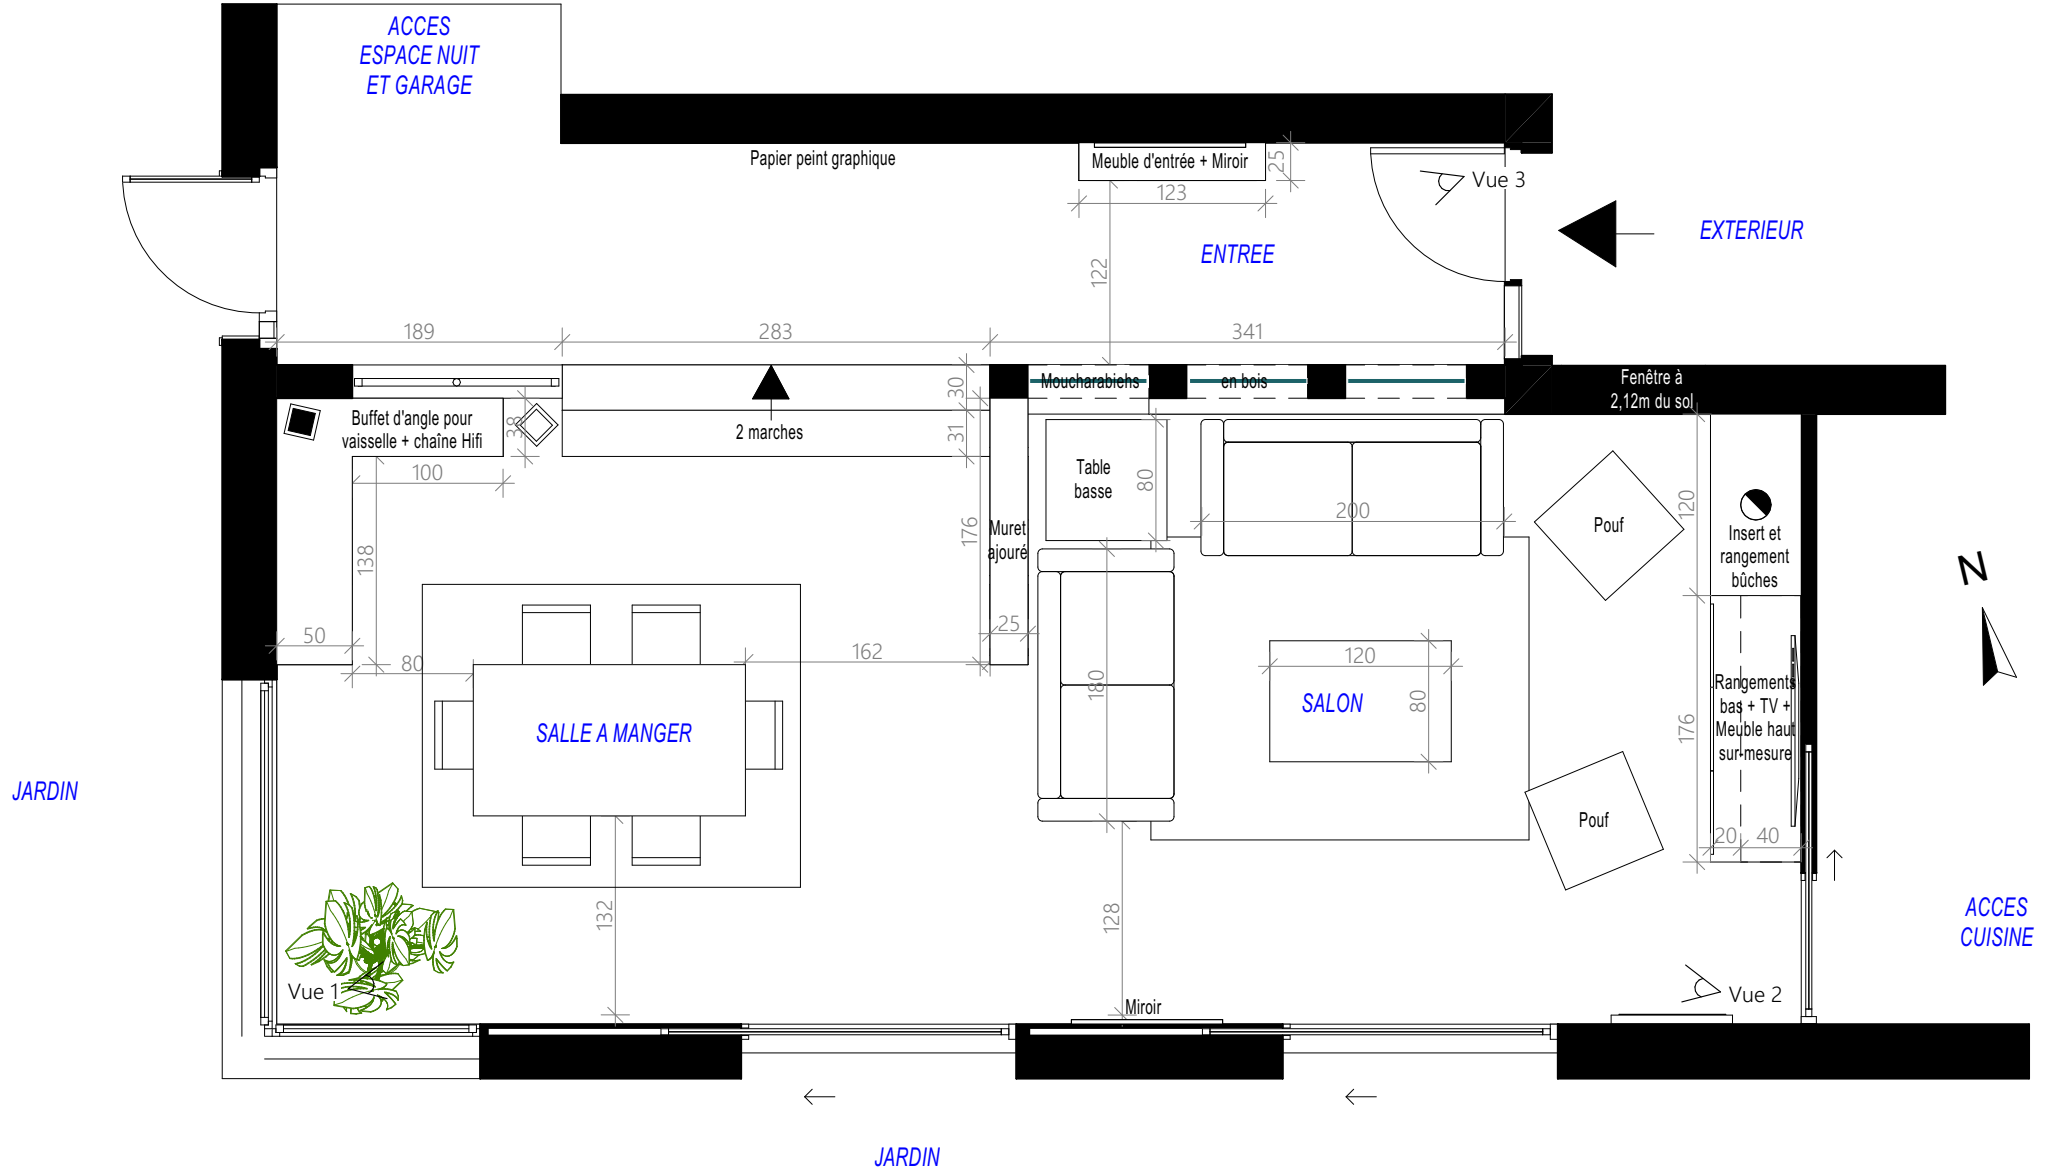 ACCES
ESPACE NUIT
ET GARAGE
Papier peint graphique
Meuble d'entrée + Miroir
25
123
Vue 3
EXTERIEUR
ENTREE
122
189
283
341
Moucharabiehs
en bois
Fenêtre à
2,12m du sol
30
Buffet d'angle pour
vaisselle + chaîne Hifi
38
2 marches
31
100
Table
basse
80
200
Pouf
120
Insert et
rangement
bûches
N
176
Muret
ajouré
138
50
80
162
25
180
120
80
SALON
SALLE A MANGER
Rangements
bas + TV +
Meuble haut
sur-mesure
176
20
40
Pouf
JARDIN
132
128
ACCES
CUISINE
Vue 1
Miroir
Vue 2
JARDIN